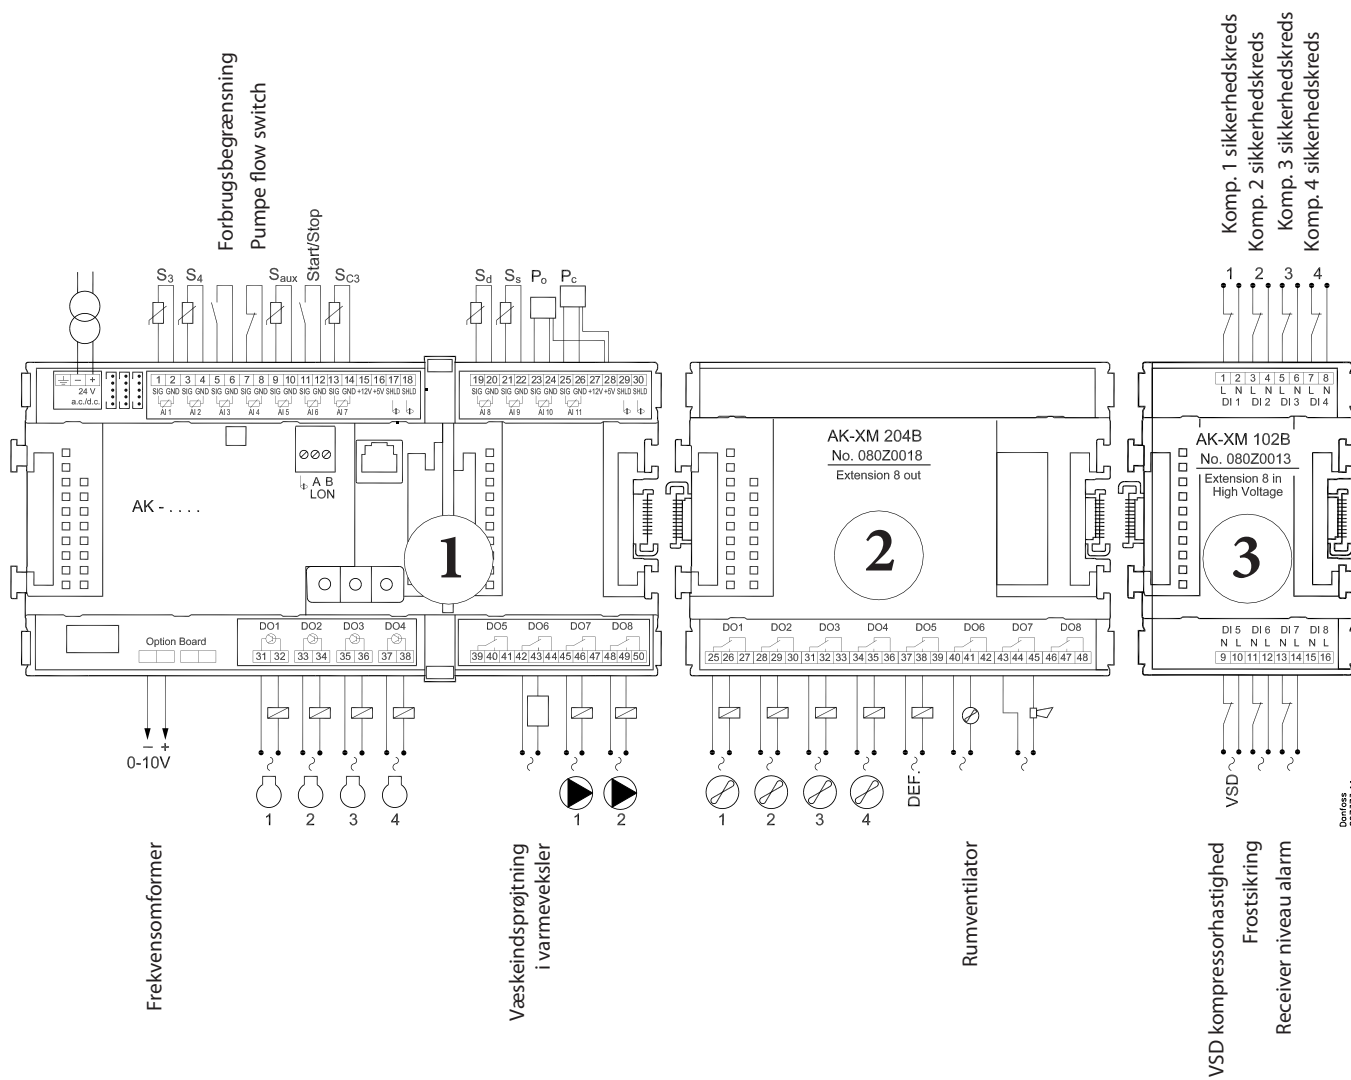 Forbrugsbegrænsning
Pumpe flow switch
Start/Stop
Komp. 1 sikkerhedskreds
Komp. 2 sikkerhedskreds
Komp. 3 sikkerhedskreds
Komp. 4 sikkerhedskreds
1 2 3 4
S3 S4 Saux SC3 Sd Ss Po Pc
– +
24 V
a.c./d.c.
1 2 3 4 5 6 7 8 9 10 11 12 13 14 15 16 17 18
SIG GND SIG GND SIG GND SIG GND SIG GND SIG GND SIG GND +12V +5V SHLD SHLD
AI 1 AI 2 AI 3 AI 4 AI 5 AI 6 AI 7
19 20 21 22 23 24 25 26 27 28 29 30
SIG GND SIG GND SIG GND SIG GND +12V +5V SHLD SHLD
AI 8 AI 9 AI 10 AI 11
1 2 3 4 5 6 7 8
L N L N L N L N
DI 1 DI 2 DI 3 DI 4
AK - . . . .
A B
LON
1
AK-XM 204B
No. 080Z0018
Extension 8 out
2
AK-XM 102B
No. 080Z0013
Extension 8 in
High Voltage
3
Option Board
DO1 DO2 DO3 DO4
31 32 33 34 35 36 37 38
DO5 DO6 DO7 DO8
39 40 41 42 43 44 45 46 47 48 49 50
DO1 DO2 DO3 DO4 DO5 DO6 DO7 DO8
25 26 27 28 29 30 31 32 33 34 35 36 37 38 39 40 41 42 43 44 45 46 47 48
DI 5 DI 6 DI 7 DI 8
N L N L N L N L
9 10 11 12 13 14 15 16
– +
0-10V
1 2 3 4
1 2
1 2 3 4
DEF.
VSD
Danfoss
Frekvensomformer
Væskeindsprøjtning
i varmeveksler
Rumventilator
VSD kompressorhastighed
Frostsikring
Receiver niveau alarm